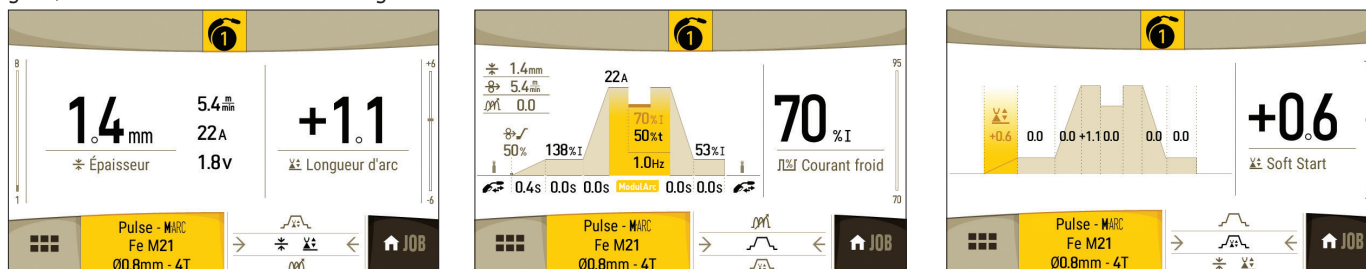 1
8
1
1.4 mm
Épaisseur
5.4 m/min
22A
1.8V
+1.1
Longueur d'arc
+6
-6
Pulse - MARC
Fe M21
Ø0.8mm - 4T
JOB
1
1.4mm
5.4 m/min
0.0
50%
138%I
22A
70%I
50%t
1.0Hz
53%I
0.4s 0.0s 0.0s ModulArc 0.0s 0.0s
95
70
70 %I
Courant froid
Pulse - MARC
Fe M21
Ø0.8mm - 4T
JOB
1
+0.6 0.0 0.0 +1.1 0.0 0.0 0.0
+0.6
Soft Start
Pulse - MARC
Fe M21
Ø0.8mm - 4T
JOB